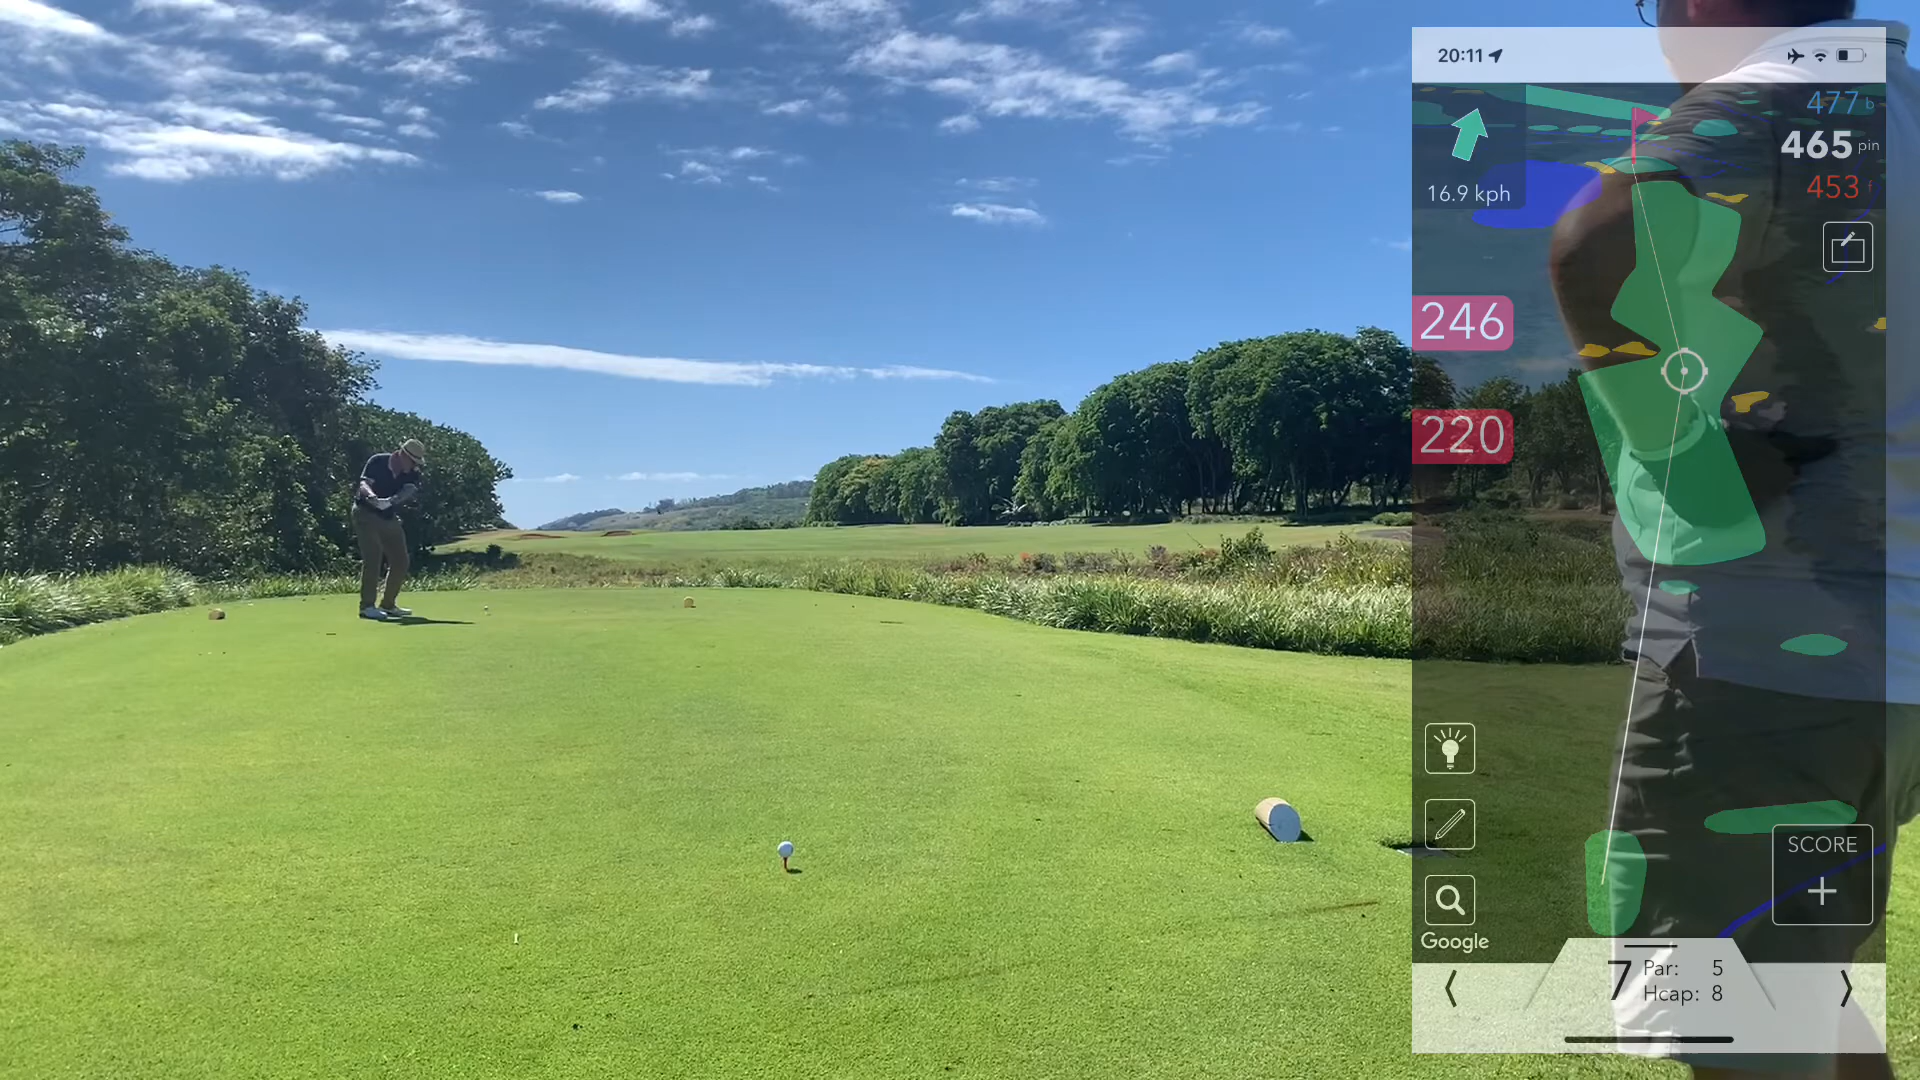 20:11
477 b
465 pin
16.9 kph
453 f
246
220
SCORE
+
Google
7
Par: 5
Hcap: 8